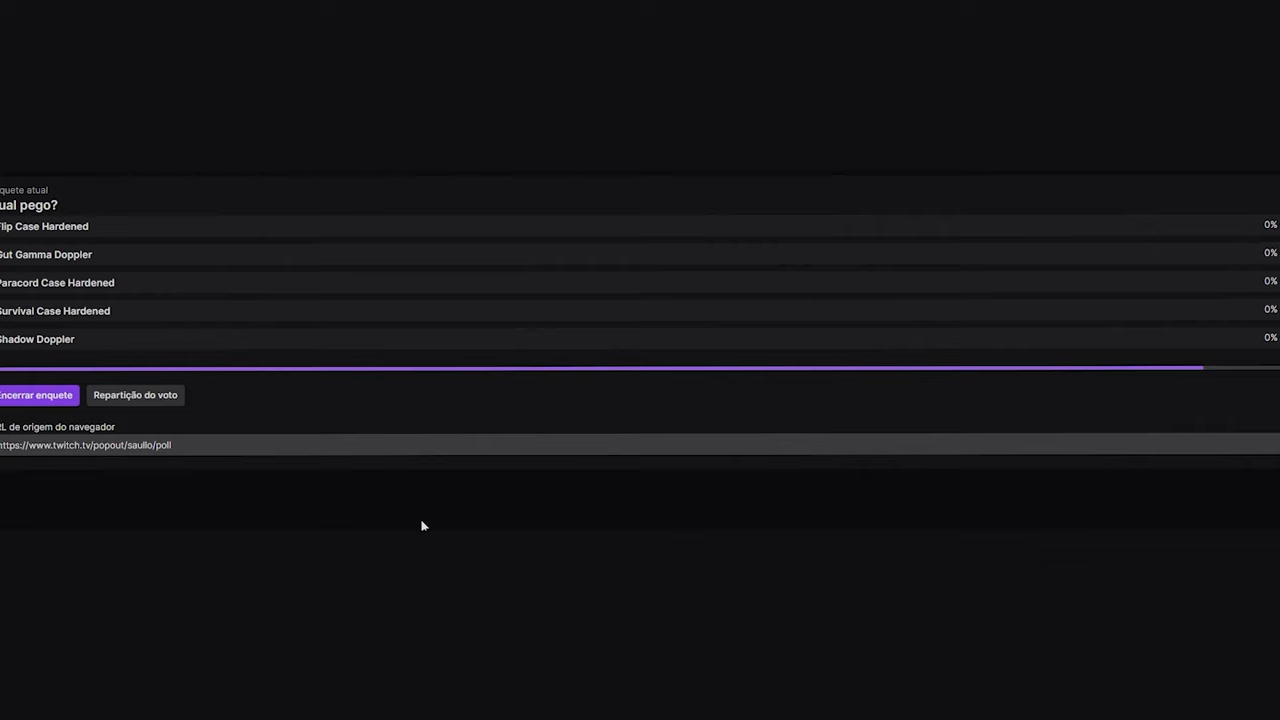 quete atual
ual pego?
Flip Case Hardened 0%
Gut Gamma Doppler 0%
Paracord Case Hardened 0%
Survival Case Hardened 0%
Shadow Doppler 0%
Encerrar enquete Repartição do voto
RL de origem do navegador
https://www.twitch.tv/popout/saullo/poll